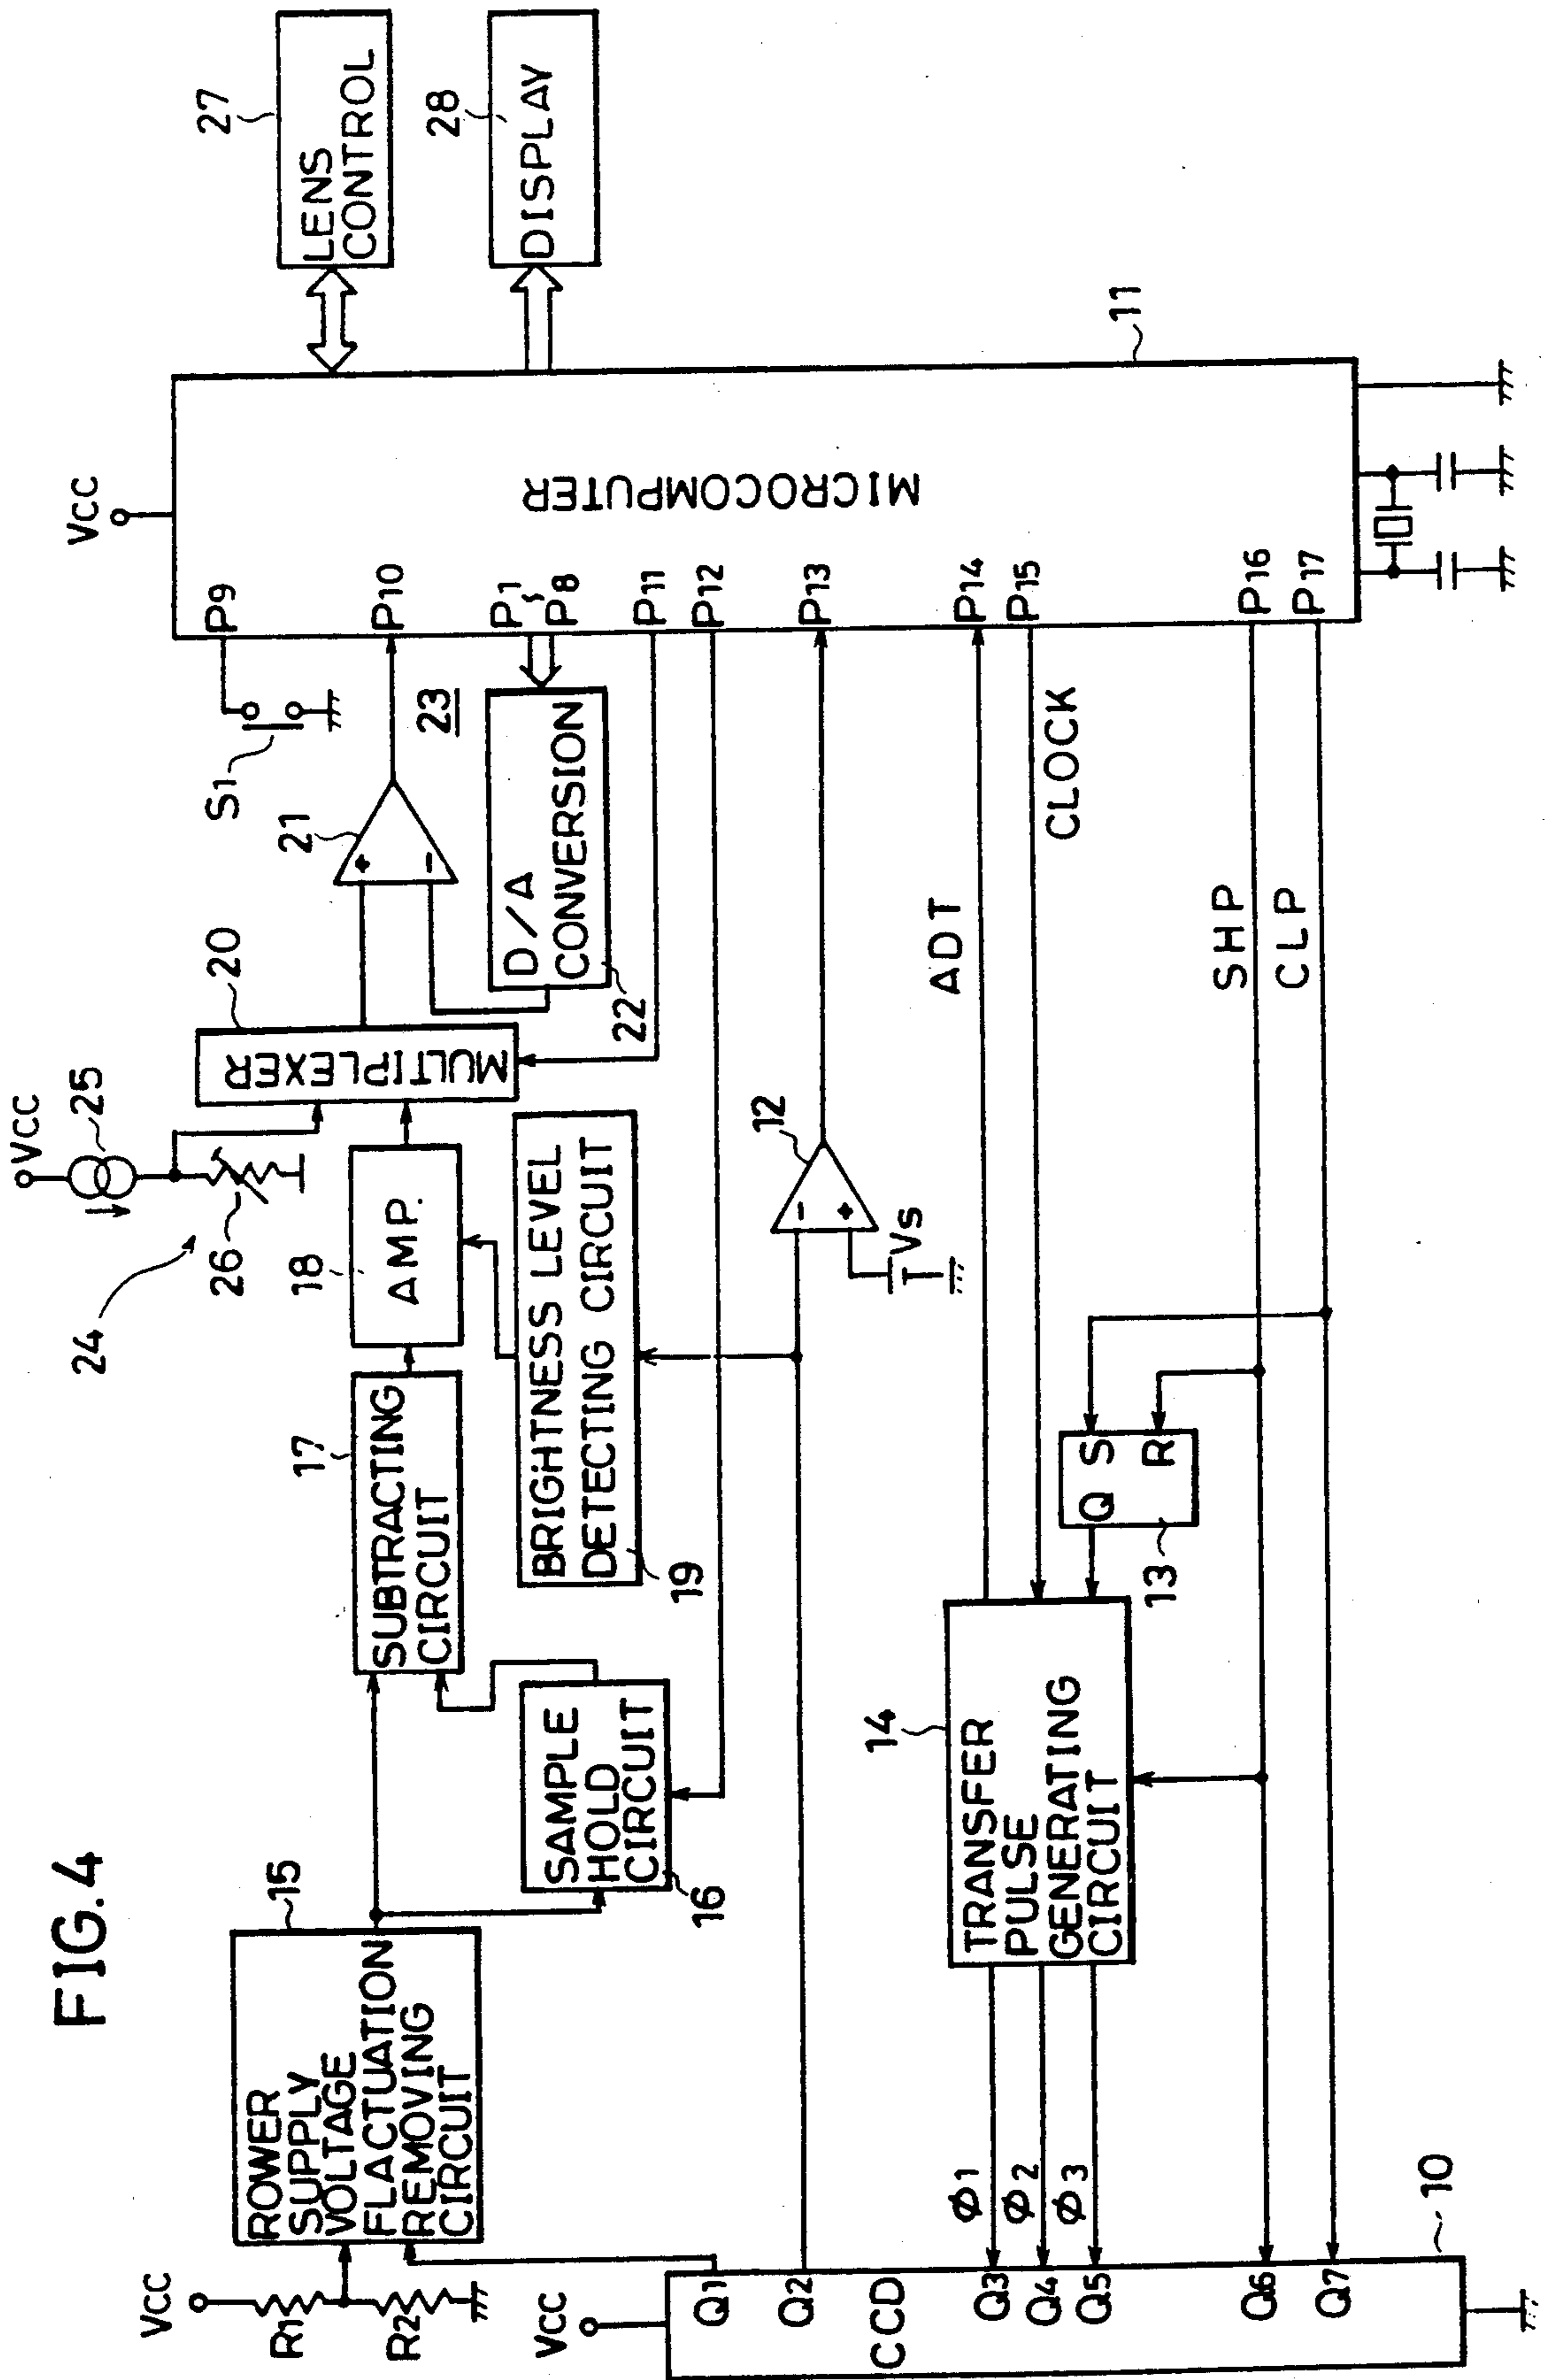 FIG.4
Vcc
R1
R2
15
ROWER
SUPPLY
VOLTAGE
FLACTUATION
REMOVING
CIRCUIT
SAMPLE
HOLD
CIRCUIT
16
17
SUBTRACTING
CIRCUIT
18
AMP.
BRIGHTNESS LEVEL
DETECTING CIRCUIT
19
24
26
25
Vcc
20
MULTIPLEXER
21
+
−
S1
23
D/A
CONVERSION
22
12
−
+
Vs
Vcc
P9
P10
P1
P8
P11
P12
P13
P14
P15
P16
P17
MICROCOMPUTER
11
27
LENS
CONTROL
28
DISPLAY
ADT
CLOCK
SHP
CLP
14
TRANSFER
PULSE
GENERATING
CIRCUIT
Q S
R
13
ø1
ø2
ø3
Vcc
Q1
Q2
CCD
Q3
Q4
Q5
Q6
Q7
10